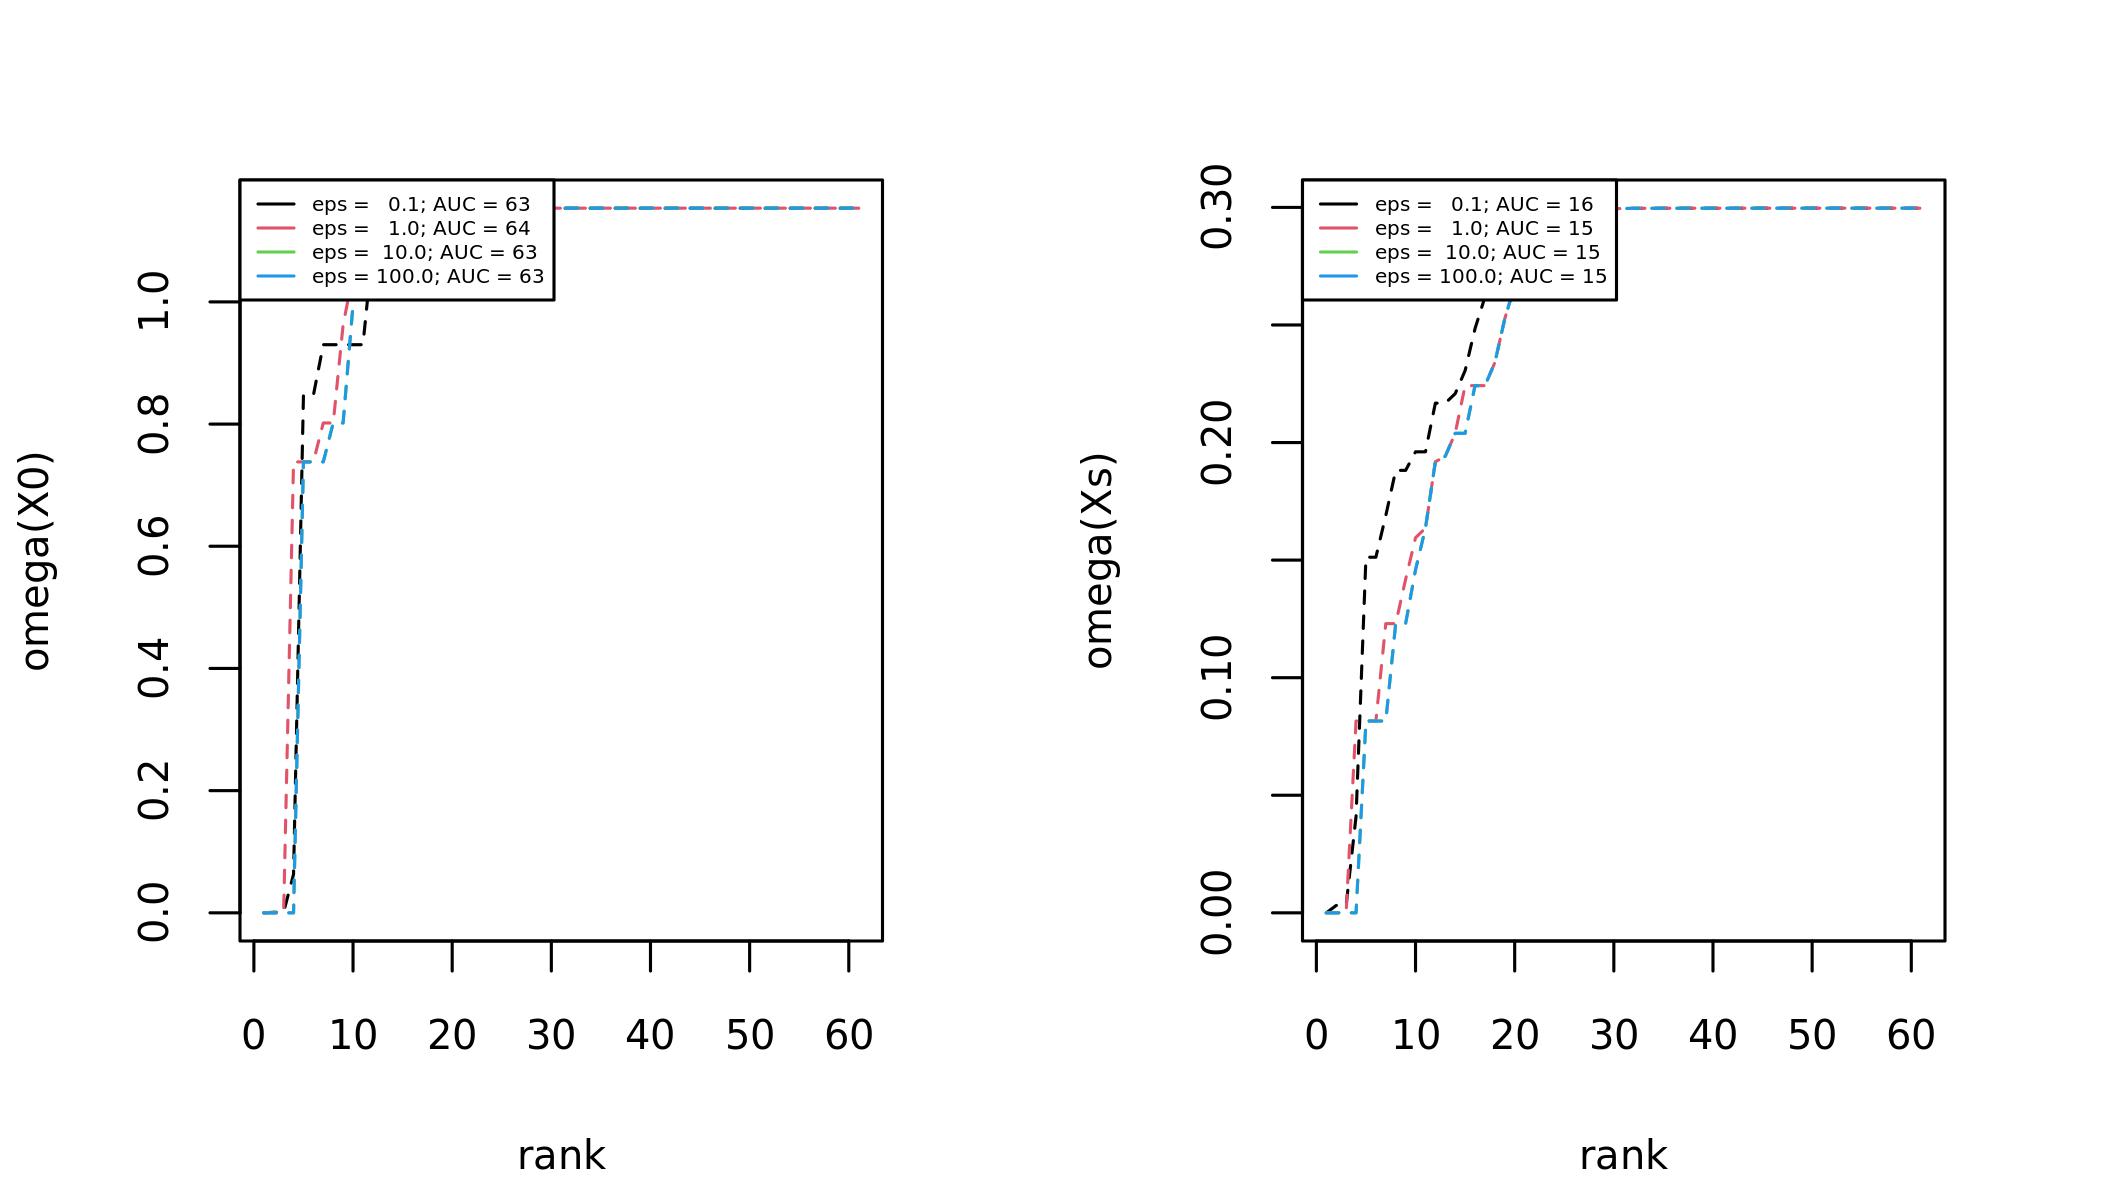 eps =   0.1; AUC = 63
eps =   1.0; AUC = 64
eps =  10.0; AUC = 63
eps = 100.0; AUC = 63
omega(X0)
1.0
0.8
0.6
0.4
0.2
0.0
0 10 20 30 40 50 60
rank
eps =   0.1; AUC = 16
eps =   1.0; AUC = 15
eps =  10.0; AUC = 15
eps = 100.0; AUC = 15
omega(Xs)
0.30
0.20
0.10
0.00
0 10 20 30 40 50 60
rank